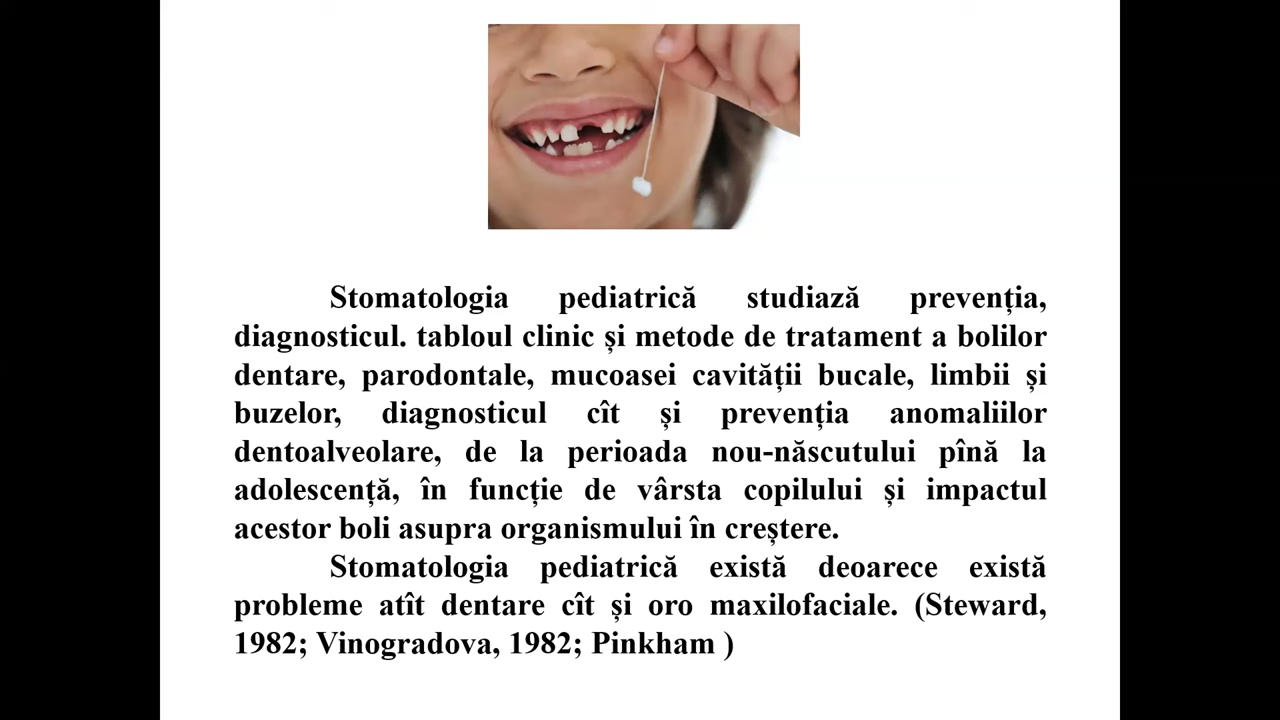 Stomatologia pediatrică studiază prevenția,
diagnosticul. tabloul clinic și metode de tratament a bolilor
dentare, parodontale, mucoasei cavității bucale, limbii și
buzelor, diagnosticul cît și prevenția anomaliilor
dentoalveolare, de la perioada nou-născutului pînă la
adolescență, în funcție de vârsta copilului și impactul
acestor boli asupra organismului în creștere.
Stomatologia pediatrică există deoarece există
probleme atît dentare cît și oro maxilofaciale. (Steward,
1982; Vinogradova, 1982; Pinkham )